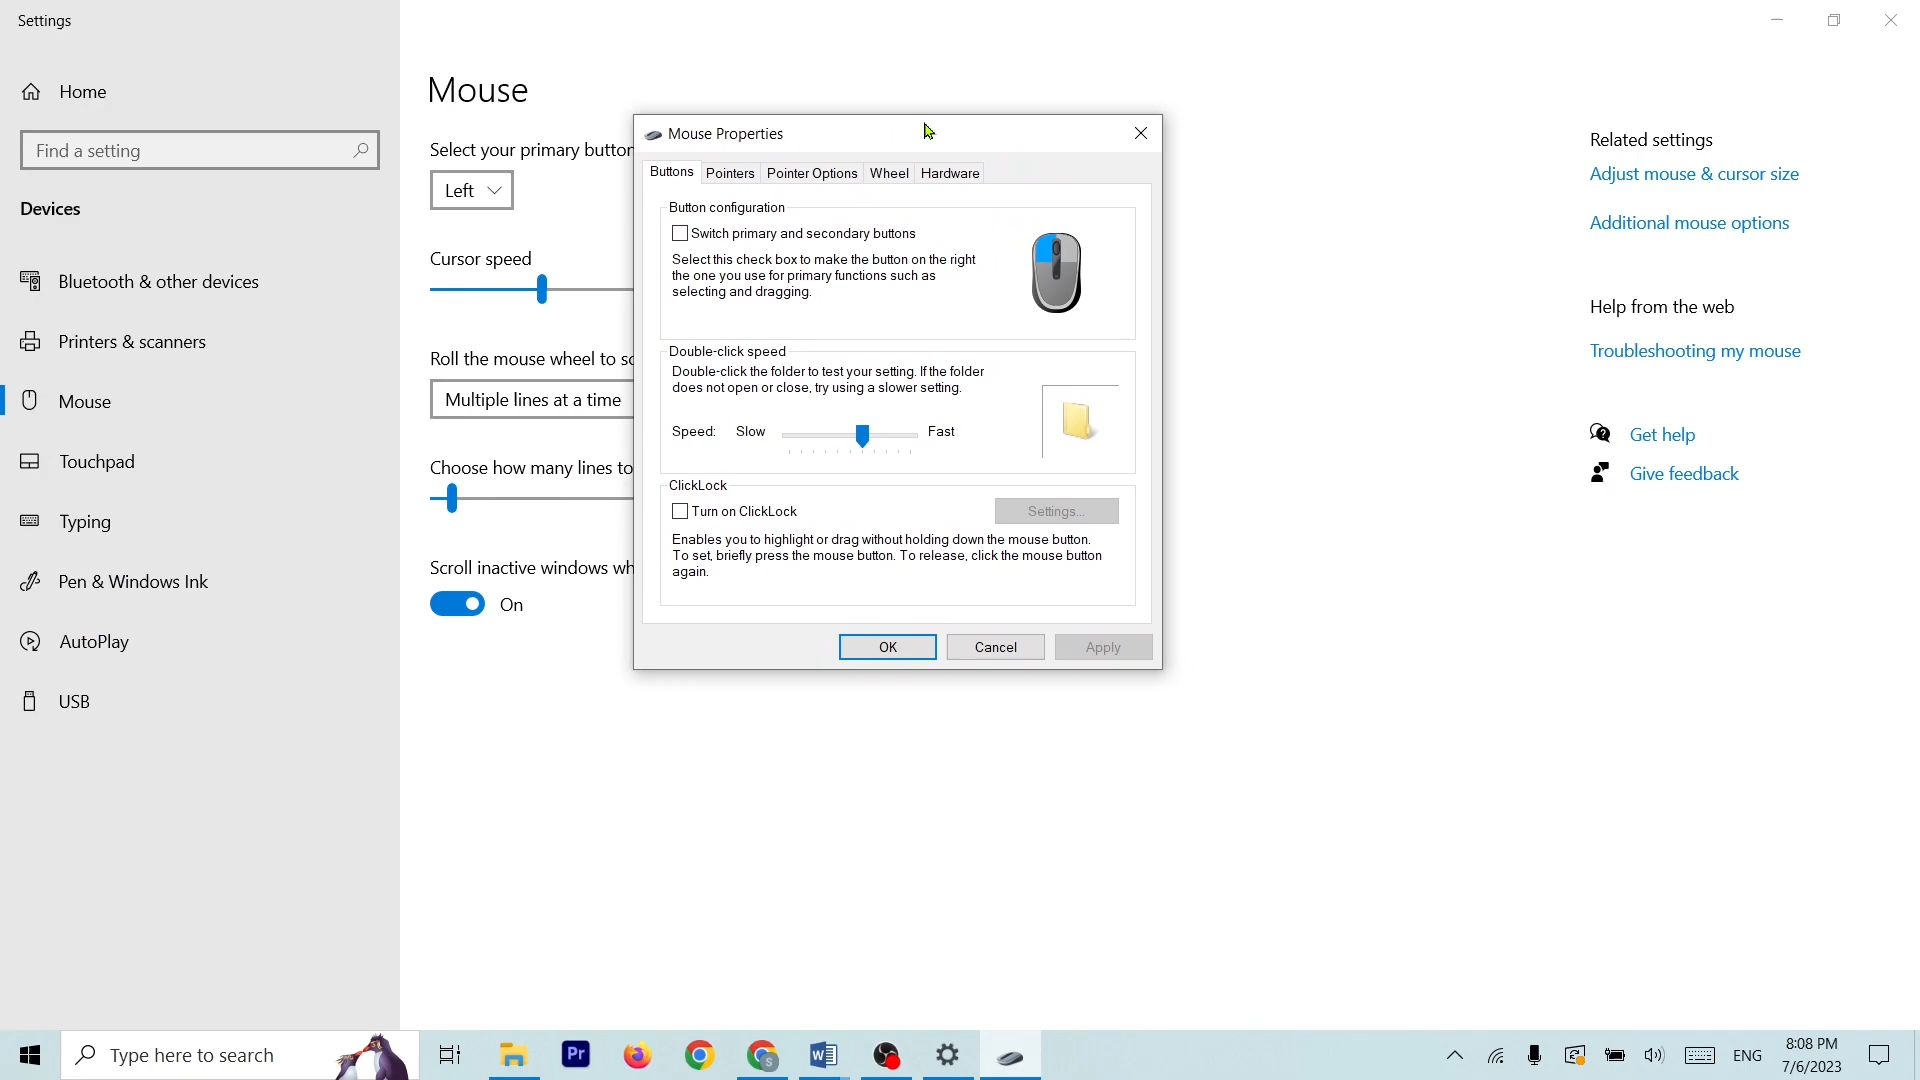 Settings
Home
Find a setting
Devices
Bluetooth & other devices
Printers & scanners
Mouse
Touchpad
Typing
Pen & Windows Ink
AutoPlay
USB
Mouse
Select your primary button
Left
Cursor speed
Roll the mouse wheel to sc
Multiple lines at a time
Choose how many lines to
Scroll inactive windows wh
On
Mouse Properties
Buttons
Pointers
Pointer Options
Wheel
Hardware
Button configuration
Switch primary and secondary buttons
Select this check box to make the button on the right
the one you use for primary functions such as
selecting and dragging.
Double-click speed
Double-click the folder to test your setting. If the folder
does not open or close, try using a slower setting.
Speed: Slow Fast
ClickLock
Turn on ClickLock
Settings...
Enables you to highlight or drag without holding down the mouse button.
To set, briefly press the mouse button. To release, click the mouse button
again.
OK
Cancel
Apply
Related settings
Adjust mouse & cursor size
Additional mouse options
Help from the web
Troubleshooting my mouse
Get help
Give feedback
Type here to search
Pr
S
W
ENG
8:08 PM
7/6/2023